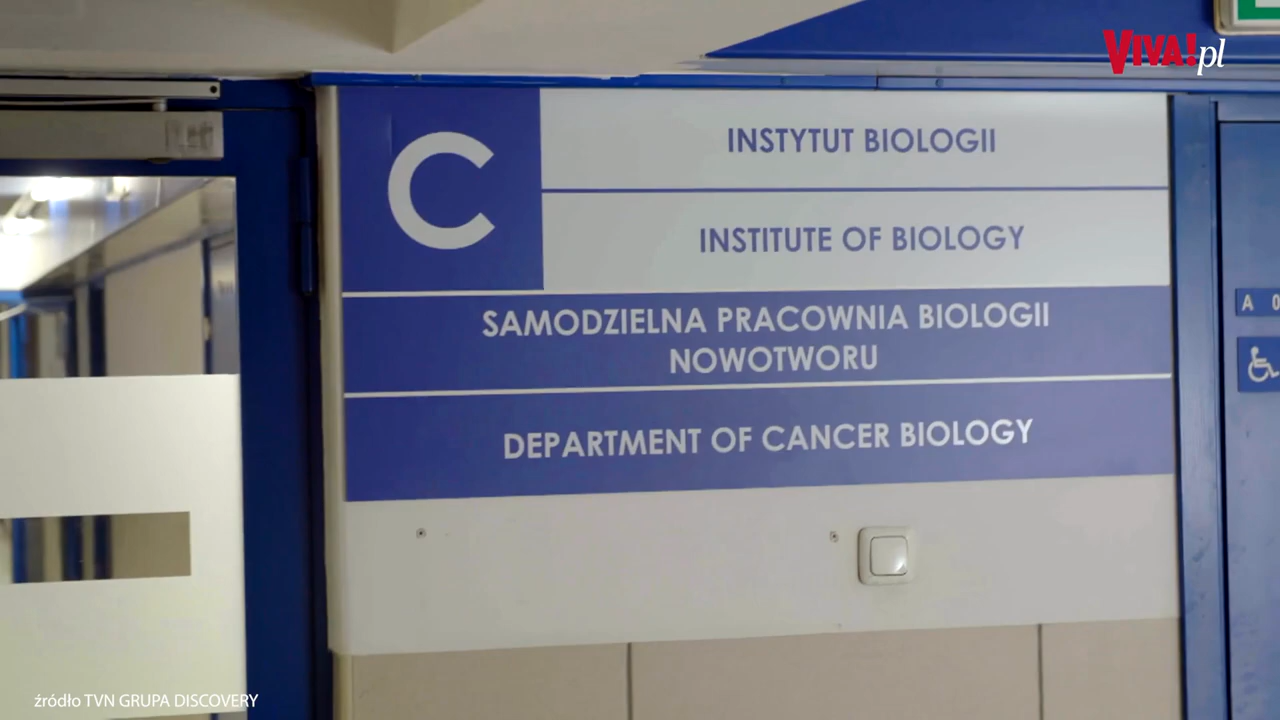 VIVA!pl
C
INSTYTUT BIOLOGII
INSTITUTE OF BIOLOGY
SAMODZIELNA PRACOWNIA BIOLOGII
NOWOTWORU
DEPARTMENT OF CANCER BIOLOGY
A 0
źródło TVN GRUPA DISCOVERY